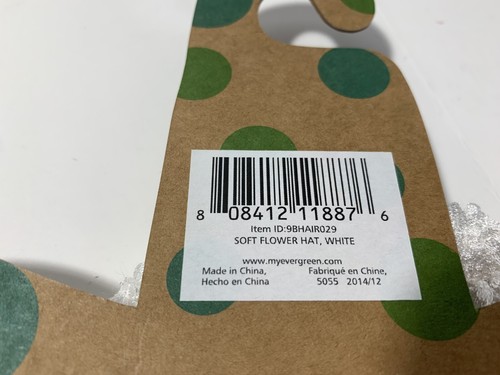 8 08412 11887 6
Item ID:9BHAIR029
SOFT FLOWER HAT, WHITE
www.myevergreen.com
Made in China, Fabriqué en Chine,
Hecho en China 5055 2014/12